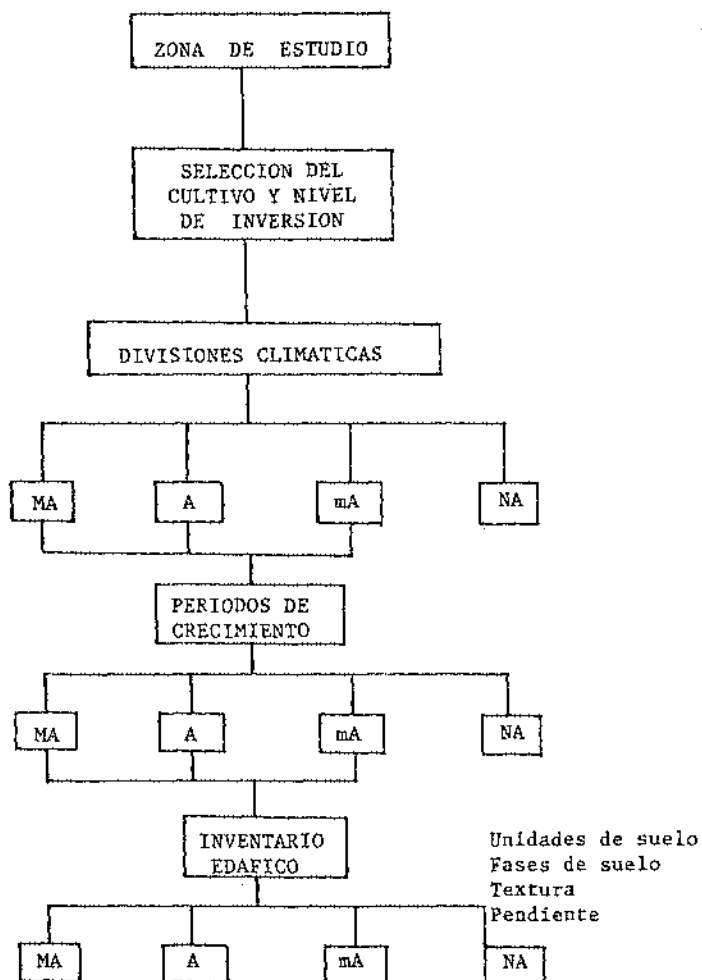 ZONA DE ESTUDIO
SELECCION DEL
CULTIVO Y NIVEL
DE INVERSION
DIVISIONES CLIMATICAS
MA A mA NA
PERIODOS DE
CRECIMIENTO
MA A mA NA
INVENTARIO
EDAFICO
Unidades de suelo
Fases de suelo
Textura
Pendiente
MA A mA NA